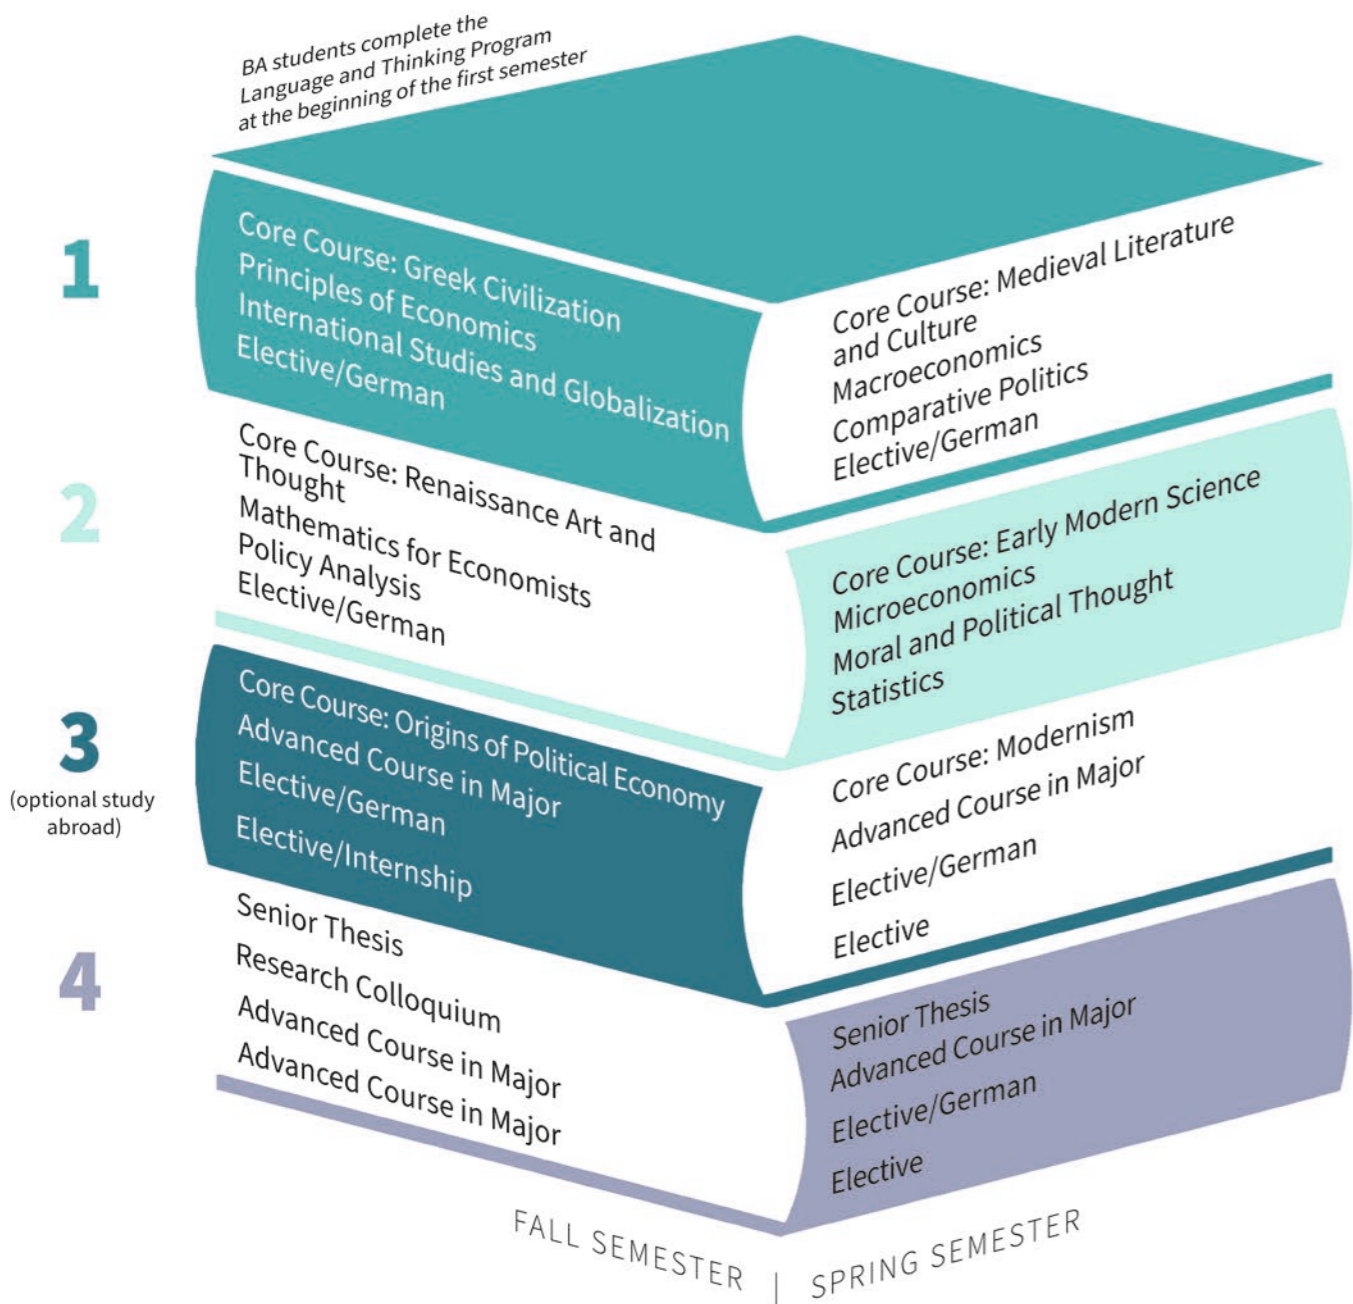 BA students complete the
Language and Thinking Program
at the beginning of the first semester
1
Core Course: Greek Civilization
Principles of Economics
International Studies and Globalization
Elective/German
Core Course: Medieval Literature
and Culture
Macroeconomics
Comparative Politics
Elective/German
2
Core Course: Renaissance Art and
Thought
Mathematics for Economists
Policy Analysis
Elective/German
Core Course: Early Modern Science
Microeconomics
Moral and Political Thought
Statistics
3
(optional study
abroad)
Core Course: Origins of Political Economy
Advanced Course in Major
Elective/German
Elective/Internship
Core Course: Modernism
Advanced Course in Major
Elective/German
Elective
4
Senior Thesis
Research Colloquium
Advanced Course in Major
Advanced Course in Major
Senior Thesis
Advanced Course in Major
Elective/German
Elective
FALL SEMESTER | SPRING SEMESTER